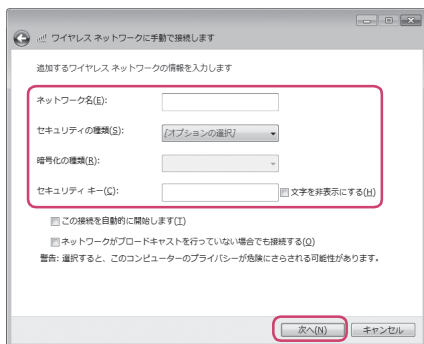 ワイヤレス ネットワークに手動で接続します
追加するワイヤレス ネットワークの情報を入力します
ネットワーク名(E):
セキュリティの種類(S): [オプションの選択]
暗号化の種類(R):
セキュリティ キー(C): 文字を非表示にする(H)
この接続を自動的に開始します(T)
ネットワークがブロードキャストを行っていない場合でも接続する(O)
警告: 選択すると、このコンピューターのプライバシーが危険にさらされる可能性があります。
次へ(N) キャンセル